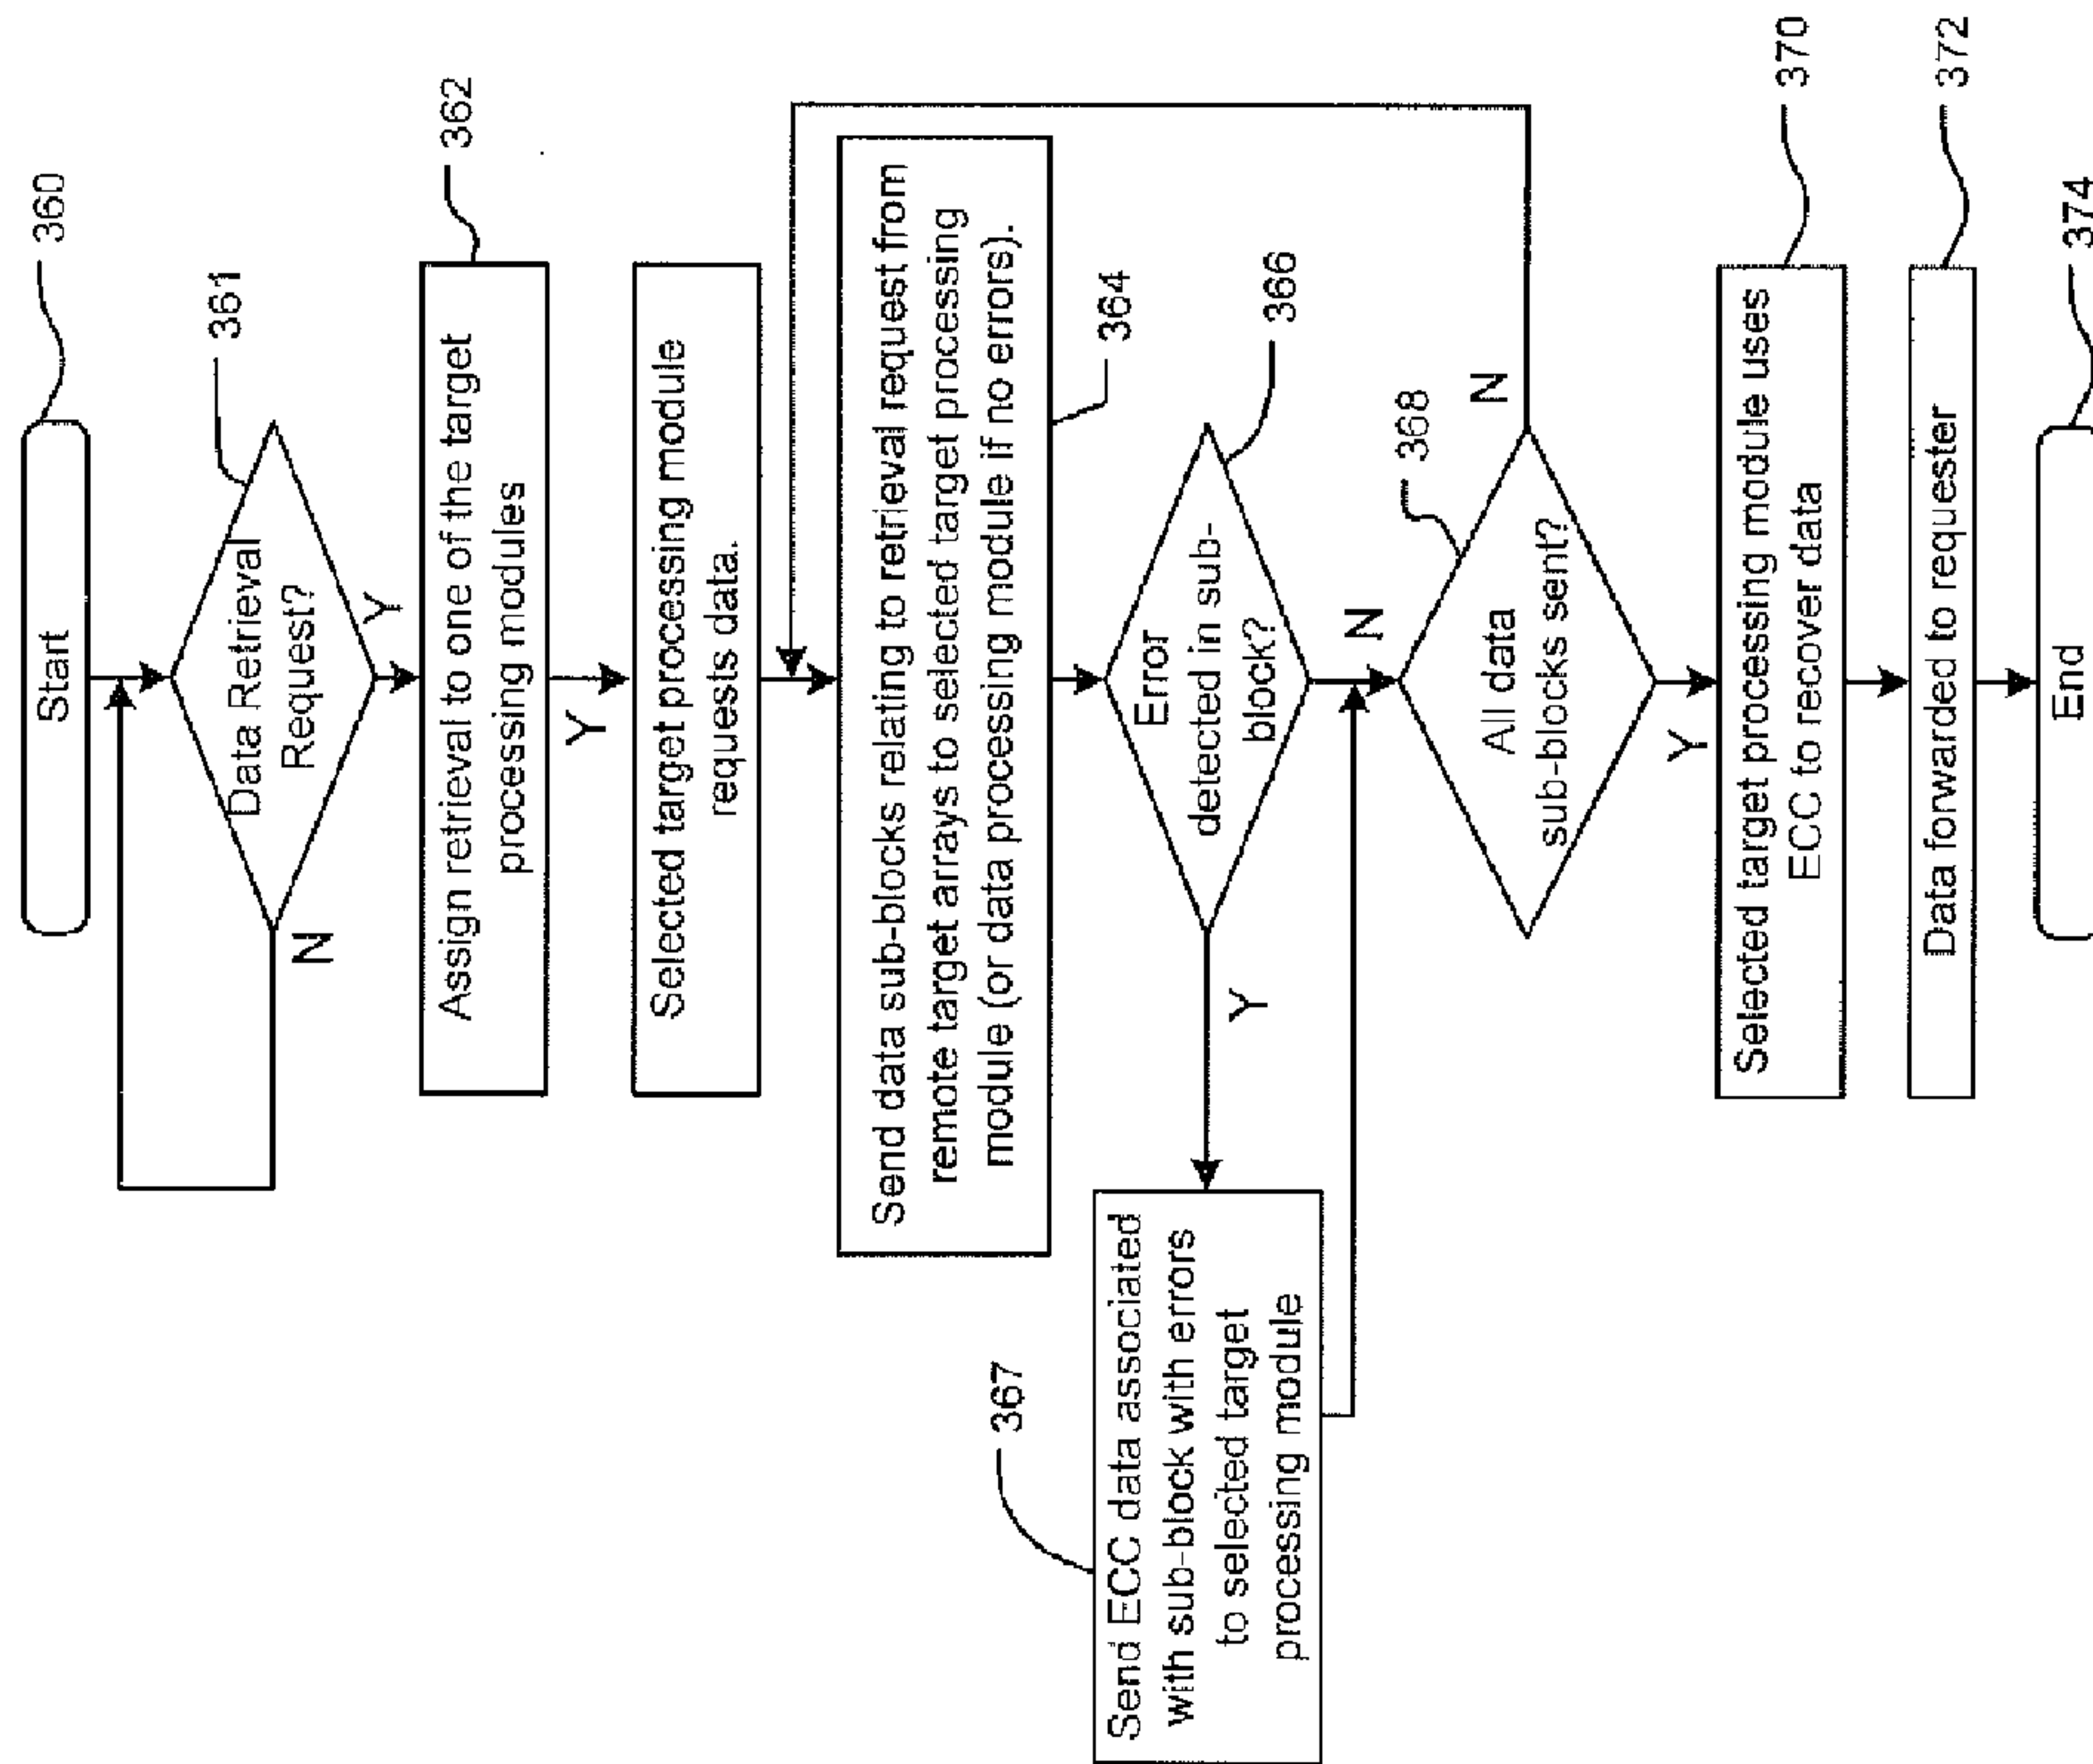 Start
360
Data Retrieval
Request?
361
N
Y
Assign retrieval to one of the target
processing modules
362
Y
Selected target processing module
requests data.
Send data sub-blocks relating to retrieval request from
remote target arrays to selected target processing
module (or data processing module if no errors).
364
Error
detected in sub-
block?
366
Y
N
Send ECC data associated
with sub-block with errors
to selected target
processing module
367
All data
sub-blocks sent?
368
N
Y
Selected target processing module uses
ECC to recover data
370
Data forwarded to requester
372
End
374